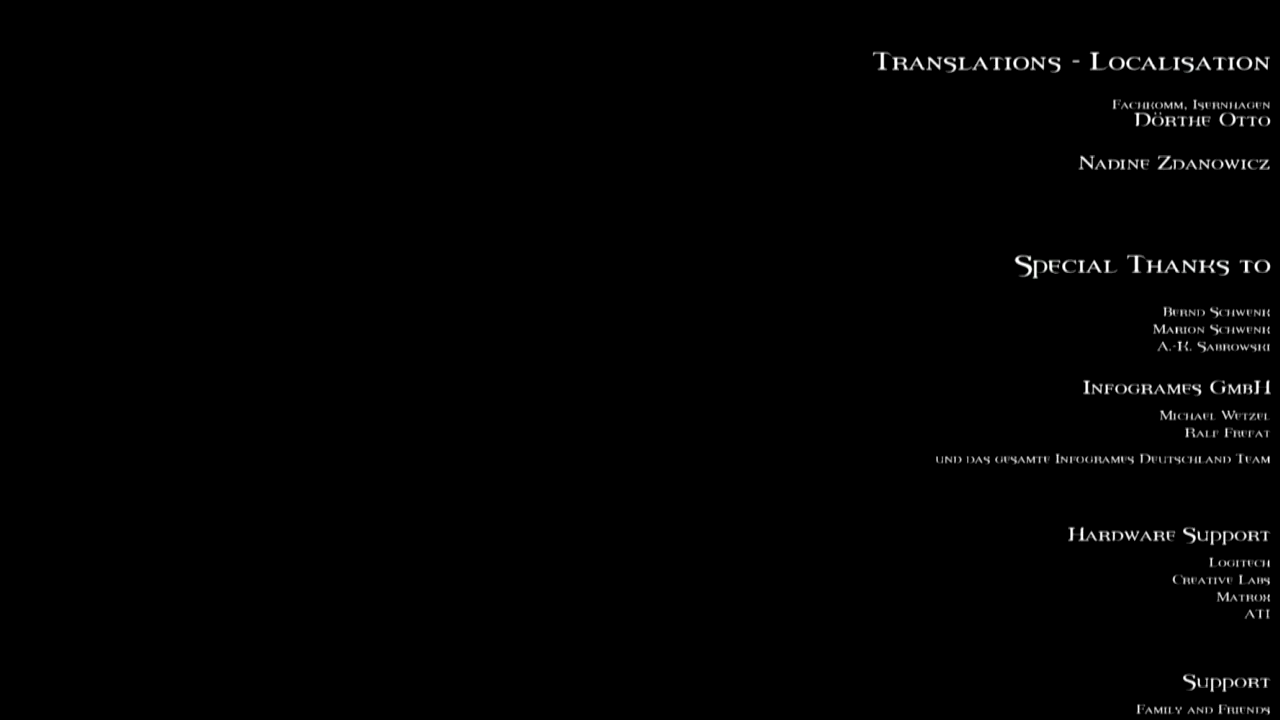 Translations - Localisation
Fachkomm, Isernhagen
Dörthe Otto
Nadine Zdanowicz
Special Thanks to
Bernd Schwenk
Marion Schwenk
A.-K. Sabrowski
Infogrames GmbH
Michael Wetzel
Ralf Frefat
und das gesamte Infogrames Deutschland Team
Hardware Support
Logitech
Creative Labs
Matrox
ATI
Support
Family and Friends